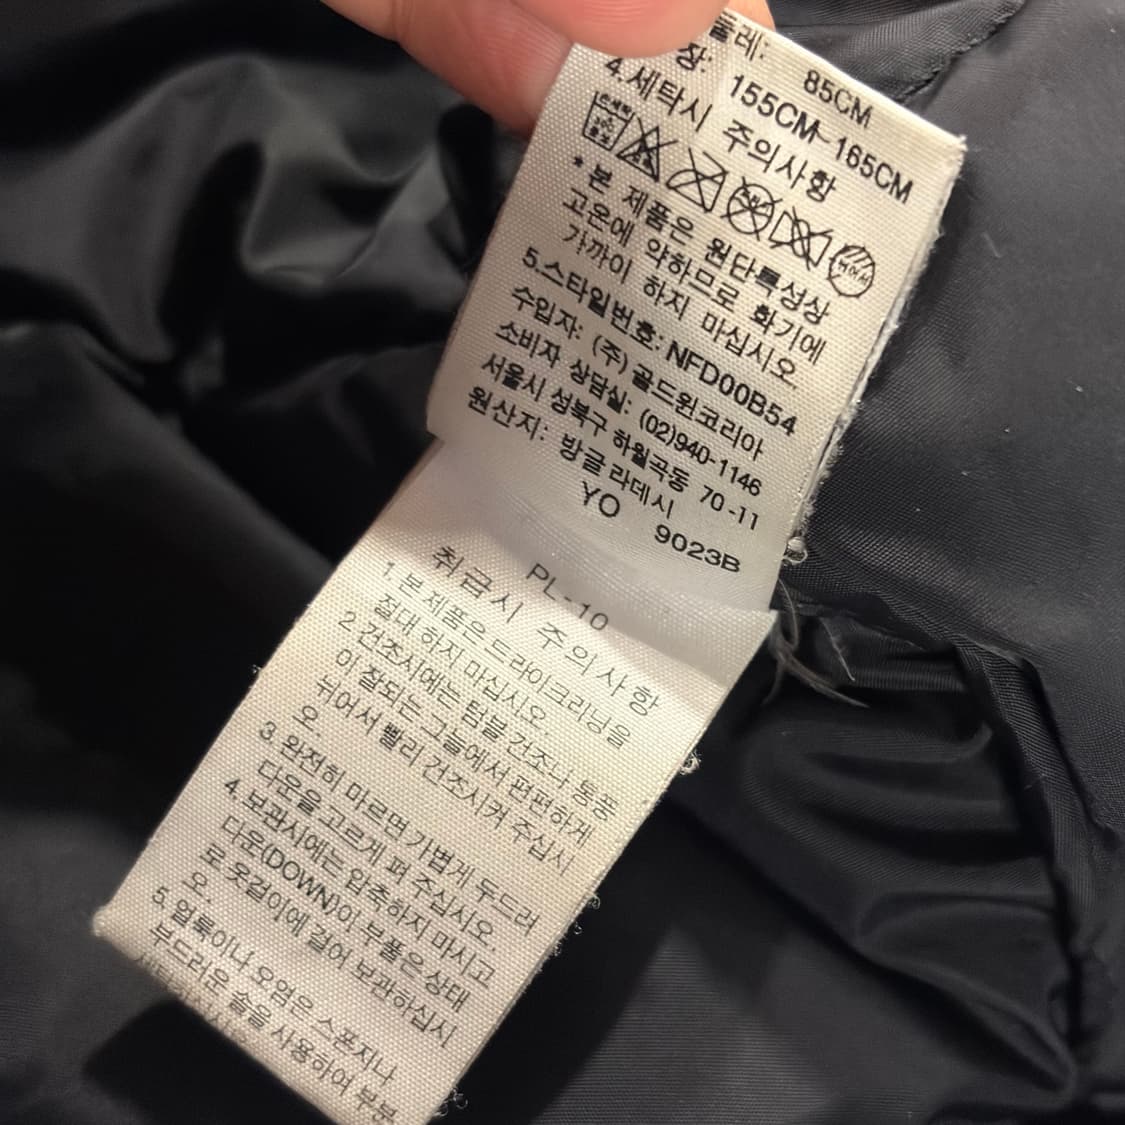 둘레: 85CM
장: 155CM-165CM
4.세탁시 주의사항
뉘어서
* 본 제품은 원단특성상
고온에 약하므로 화기에
가까이 하지 마십시오.
5.스타일번호: NFD00B54
수입자: (주) 골드윈코리아
소비자 상담실: (02)940-1146
서울시 성북구 하월곡동 70-11
원산지: 방글라데시
YO 9023B
PL-10
취급시 주의사항
1.본 제품은 드라이크리닝을
절대 하지 마십시오.
2 건조시에는 텀블 건조나 통풍
이 잘되는 그늘에서 편편하게
뉘어서 빨리 건조시켜 주십시
오.
3. 완전히 마르면 가볍게 두드려
다운을 고르게 펴 주십시오.
4. 보관시에는 압축하지 마시고
다운(DOWN)이 부풀은 상태
로 옷걸이에 걸어 보관하십시
오.
5. 얼룩이나 오염은 스폰지나
부드러운 솔을 사용하여 부분